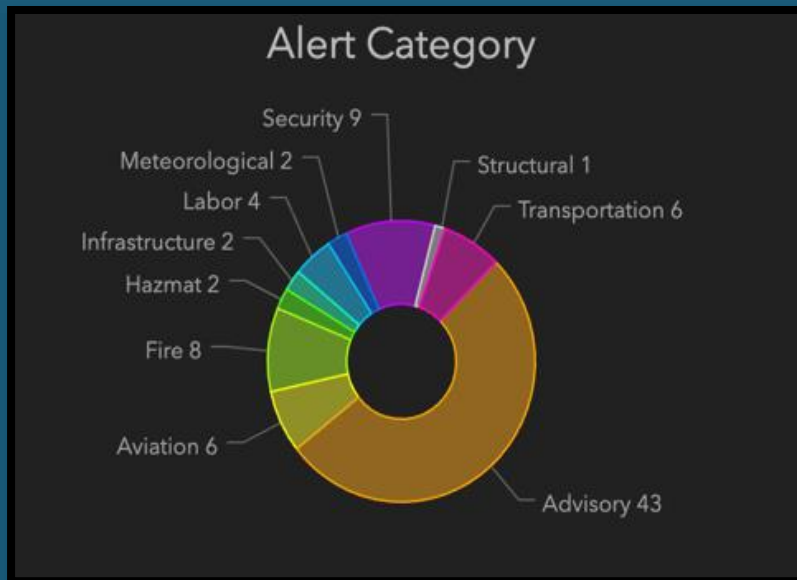 Alert Category
Security 9
Structural 1
Meteorological 2
Transportation 6
Labor 4
Infrastructure 2
Hazmat 2
Fire 8
Aviation 6
Advisory 43